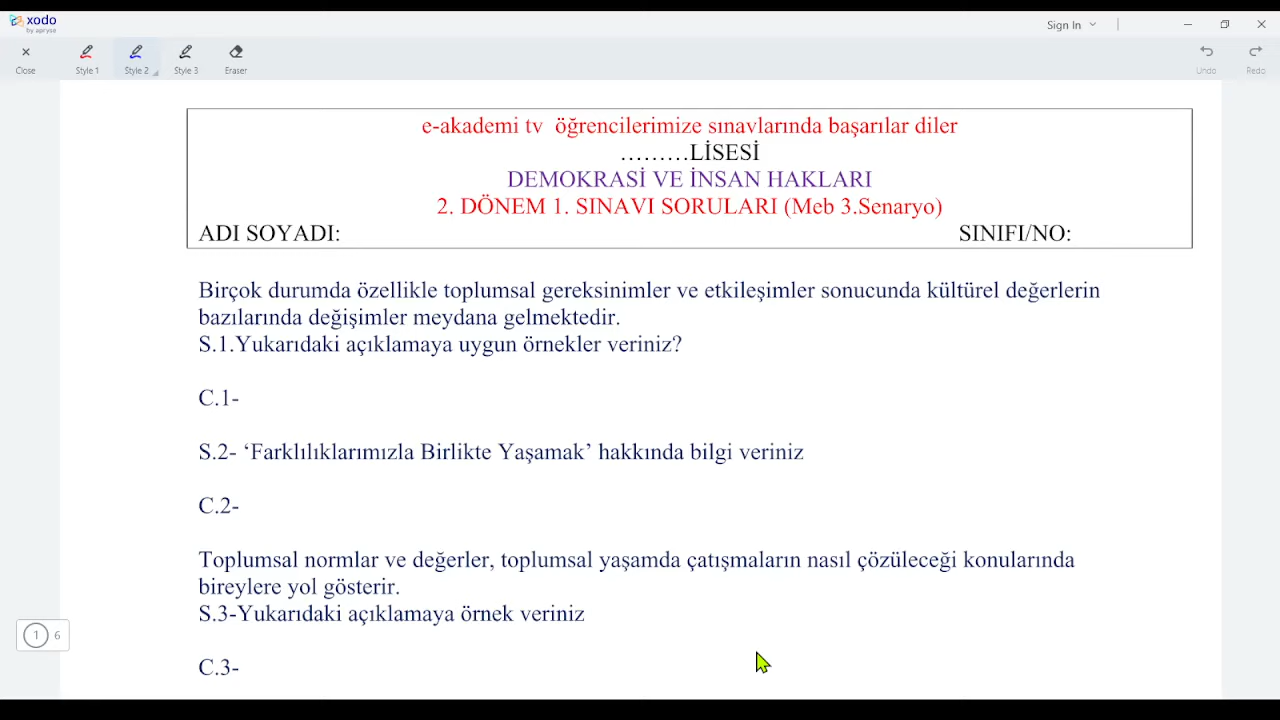 xodo
by apryse
Sign In
Close
Style 1
Style 2
Style 3
Eraser
Undo
Redo
e-akademi tv  öğrencilerimize sınavlarında başarılar diler
………LİSESİ
DEMOKRASİ VE İNSAN HAKLARI
2. DÖNEM 1. SINAVI SORULARI (Meb 3.Senaryo)
ADI SOYADI: SINIFI/NO:
Birçok durumda özellikle toplumsal gereksinimler ve etkileşimler sonucunda kültürel değerlerin
bazılarında değişimler meydana gelmektedir.
S.1.Yukarıdaki açıklamaya uygun örnekler veriniz?
C.1-
S.2- ‘Farklılıklarımızla Birlikte Yaşamak’ hakkında bilgi veriniz
C.2-
Toplumsal normlar ve değerler, toplumsal yaşamda çatışmaların nasıl çözüleceği konularında
bireylere yol gösterir.
S.3-Yukarıdaki açıklamaya örnek veriniz
C.3-
1 6